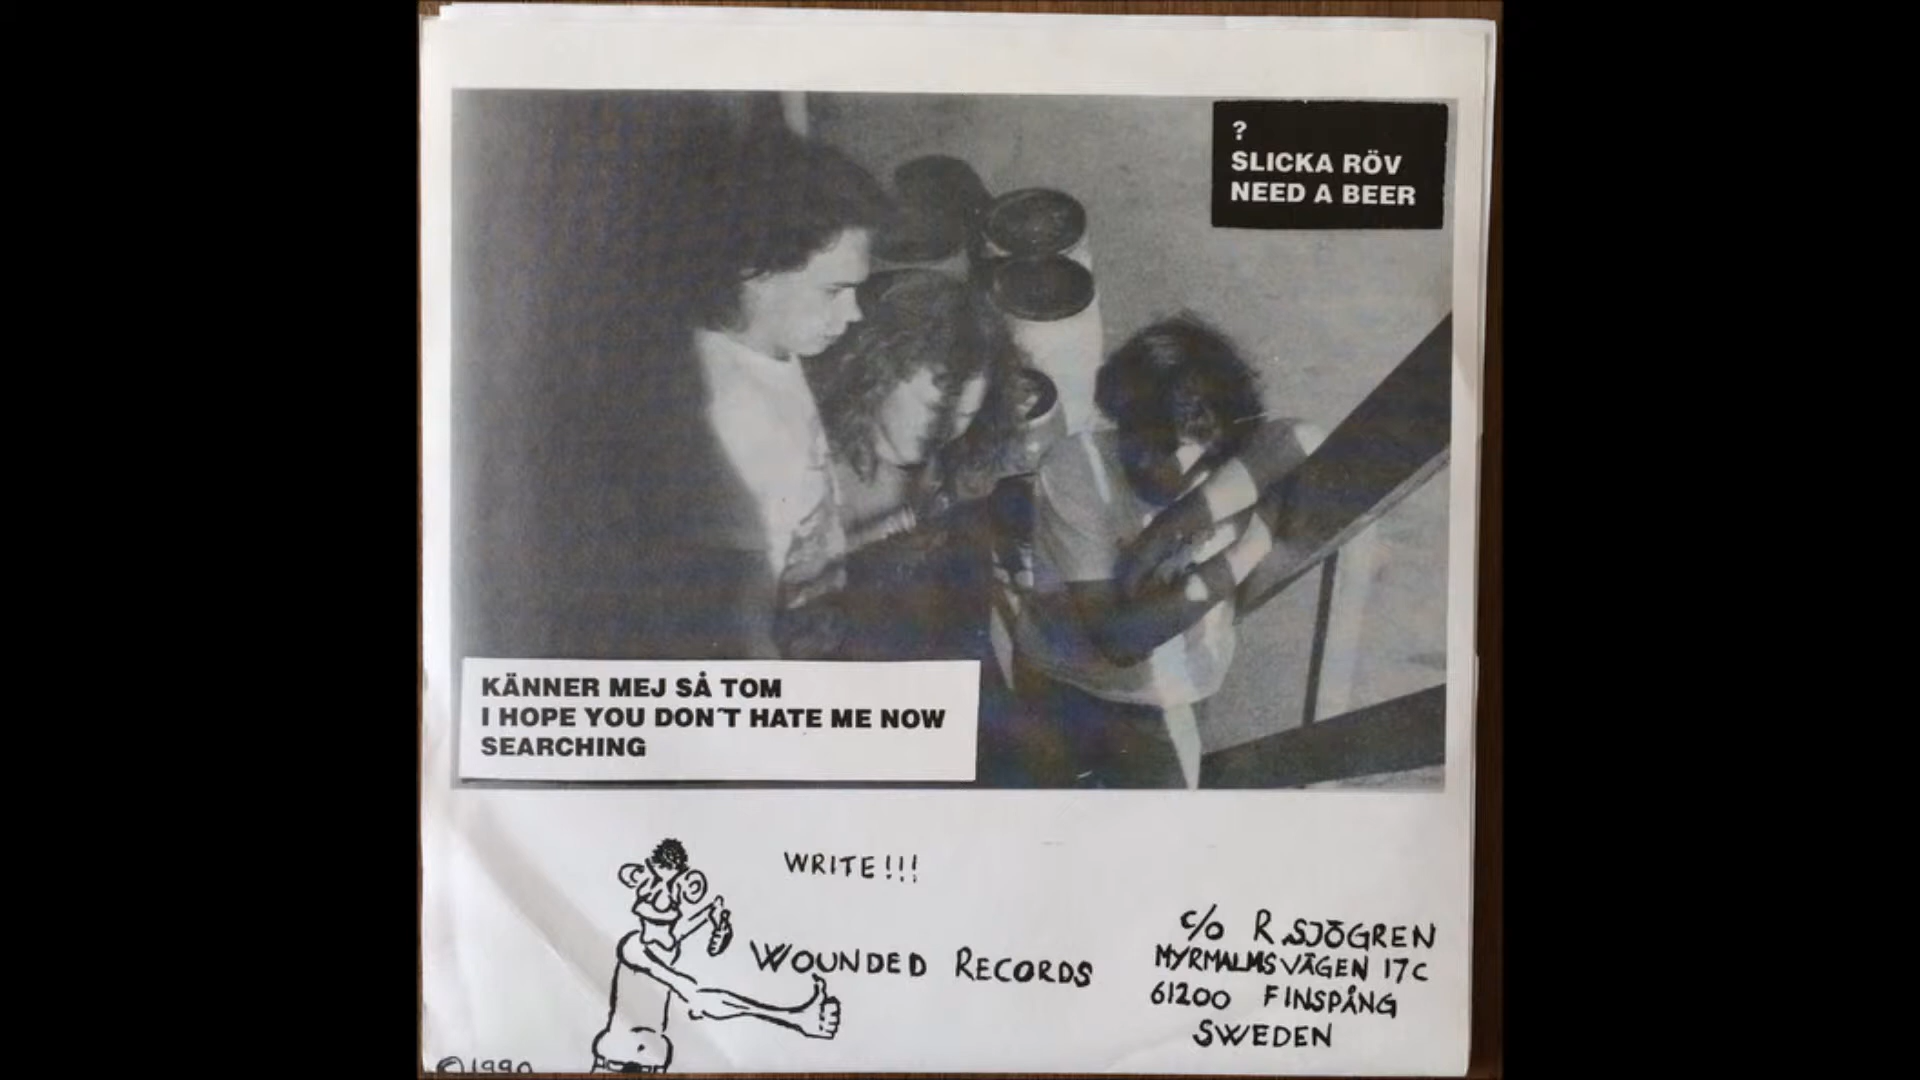 ?
SLICKA RÖV
NEED A BEER
KÄNNER MEJ SÅ TOM
I HOPE YOU DON´T HATE ME NOW
SEARCHING
WRITE!!!
WOUNDED RECORDS
c/o R SJÖGREN
MYRMALMSVÄGEN 17C
61200 FINSPÅNG
SWEDEN
©1990